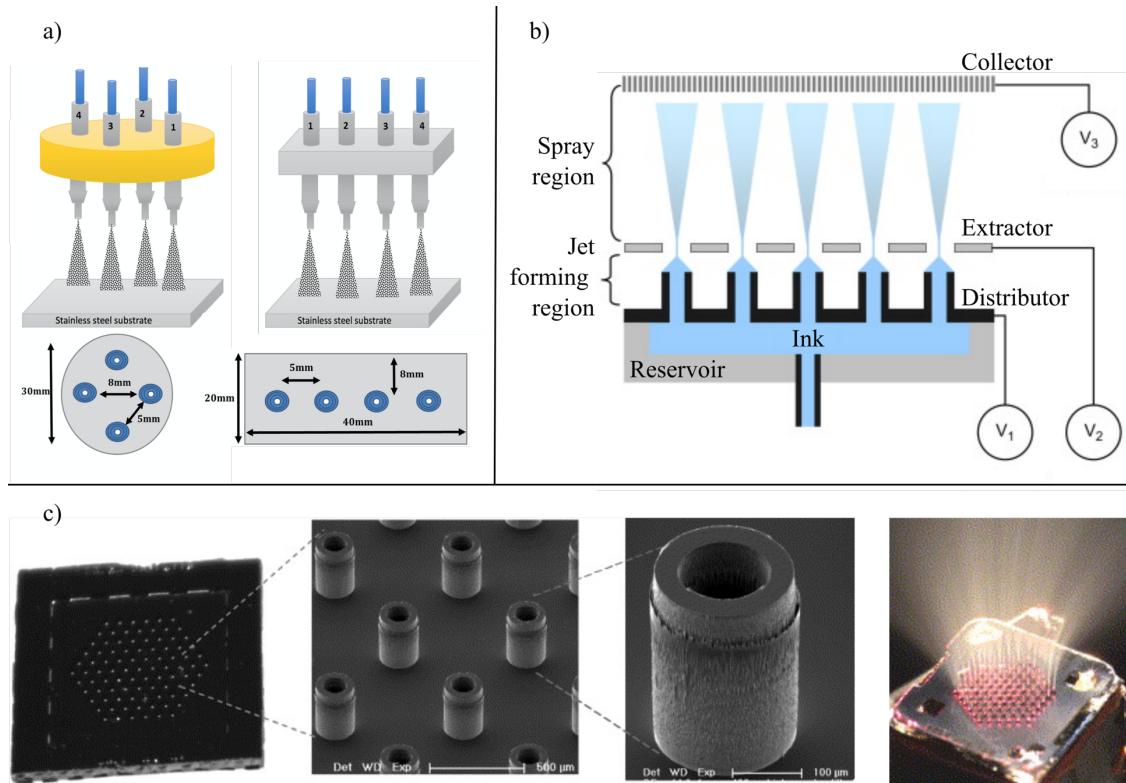 a)
4
3
2
1
1
2
3
4
Stainless steel substrate
Stainless steel substrate
30mm
8mm
5mm
20mm
5mm
8mm
40mm
b)
Collector
V3
Spray
region
Jet
forming
region
Extractor
Distributor
Ink
Reservoir
V1
V2
c)
Det WD Exp
500 µm
Det WD Exp
100 µm